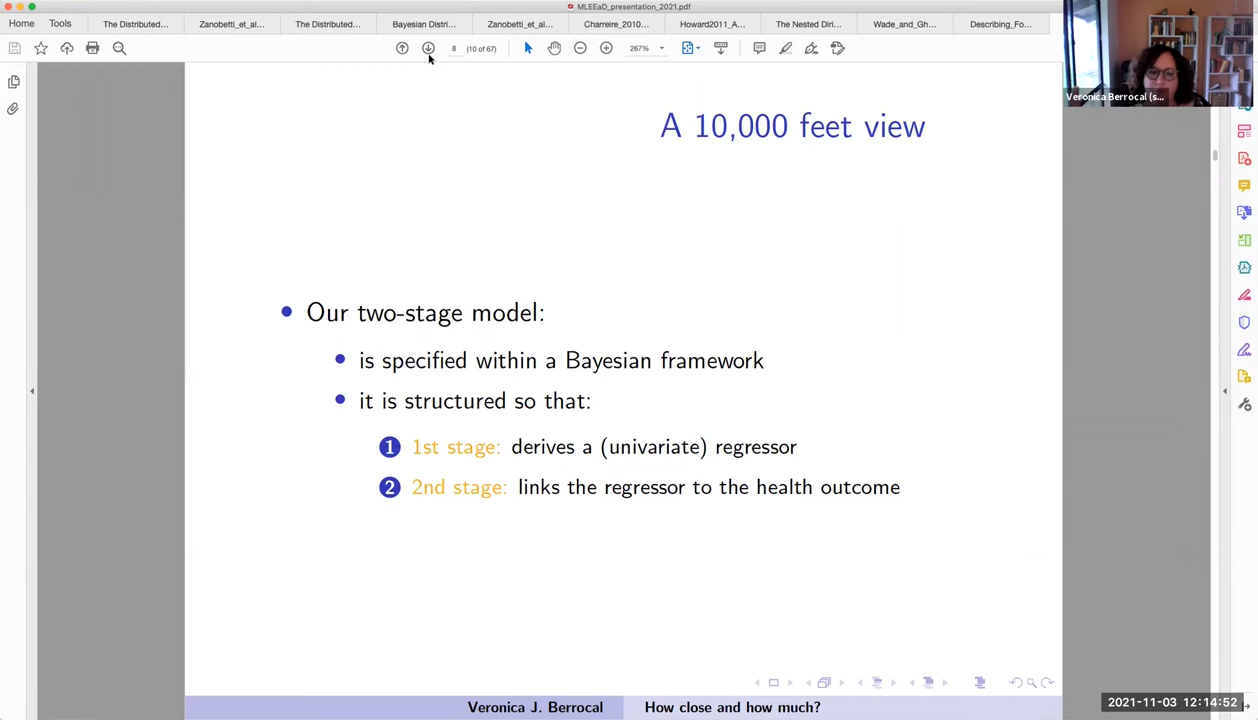 MLEEaD_presentation_2021.pdf
Home Tools The Distributed... Zanobetti_et_al... The Distributed... Bayesian Distri... Zanobetti_et_al... Charreire_2010... Howard2011_A... The Nested Diri... Wade_and_Gh... Describing_Fo...
8 (10 of 67) 267%
Veronica Berrocal (s...
A 10,000 feet view
Our two-stage model:
is specified within a Bayesian framework
it is structured so that:
1 1st stage: derives a (univariate) regressor
2 2nd stage: links the regressor to the health outcome
Veronica J. Berrocal How close and how much?
2021-11-03 12:14:52